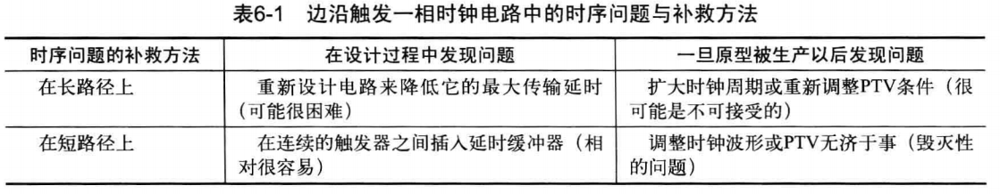 表6-1 边沿触发一相时钟电路中的时序问题与补救方法
时序问题的补救方法 在设计过程中发现问题 一旦原型被生产以后发现问题
在长路径上 重新设计电路来降低它的最大传输延时 扩大时钟周期或重新调整PTV条件（很
(可能很困难） 可能是不可接受的）
在短路径上 在连续的触发器之间插入延时缓冲器（相 调整时钟波形或PTV无济于事（毁灭性
对很容易） 的问题）